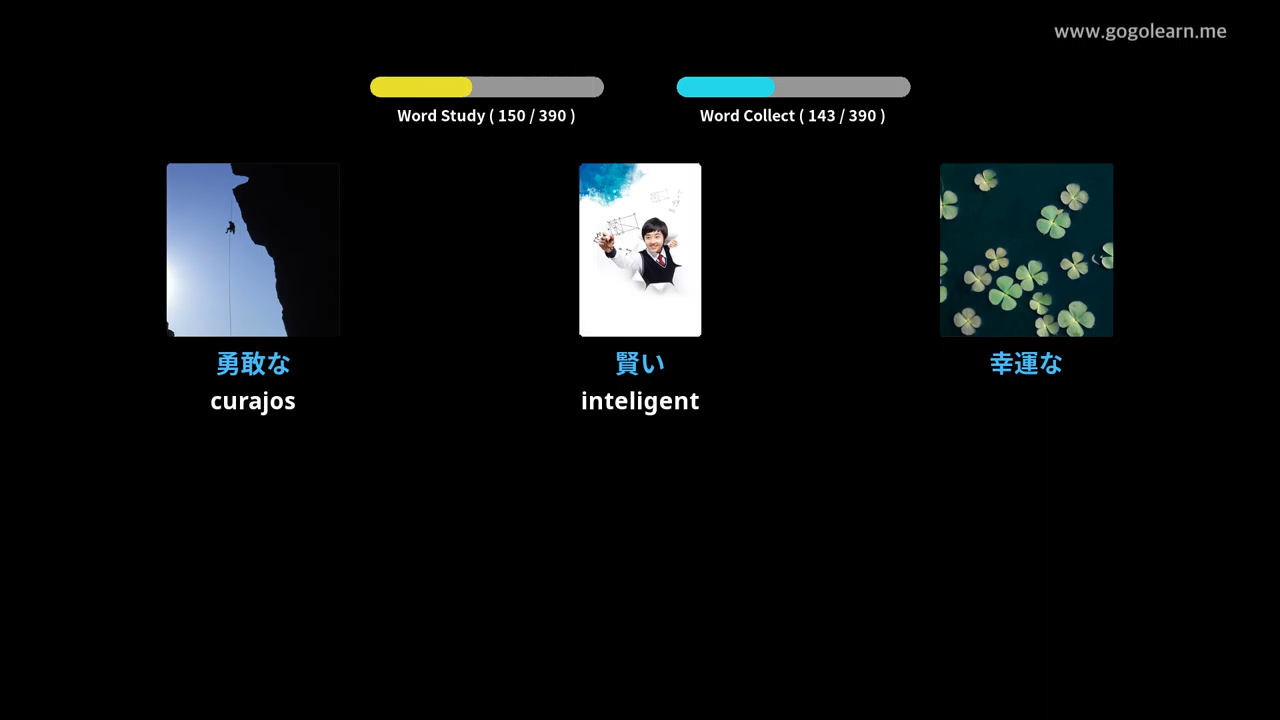 www.gogolearn.me
Word Study ( 150 / 390 )
Word Collect ( 143 / 390 )
勇敢な
賢い
幸運な
curajos
inteligent